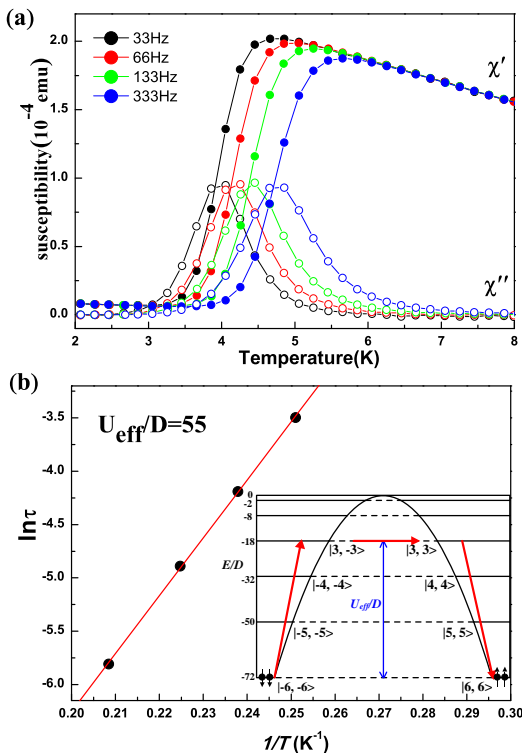 (a)
33Hz
66Hz
133Hz
333Hz
χ′
χ′′
susceptibility(10⁻⁴ emu)
2.0
1.5
1.0
0.5
0.0
2 3 4 5 6 7 8
Temperature(K)
(b)
U_eff/D=55
lnτ
-3.5
-4.0
-4.5
-5.0
-5.5
-6.0
0
-2
-8
-18
-32
-50
-72
E/D
|3, -3> |3, 3>
|-4, -4> |4, 4>
U_eff/D
|-5, -5> |5, 5>
|-6, -6> |6, 6>
0.20 0.21 0.22 0.23 0.24 0.25 0.26 0.27 0.28 0.29 0.30
1/T (K⁻¹)